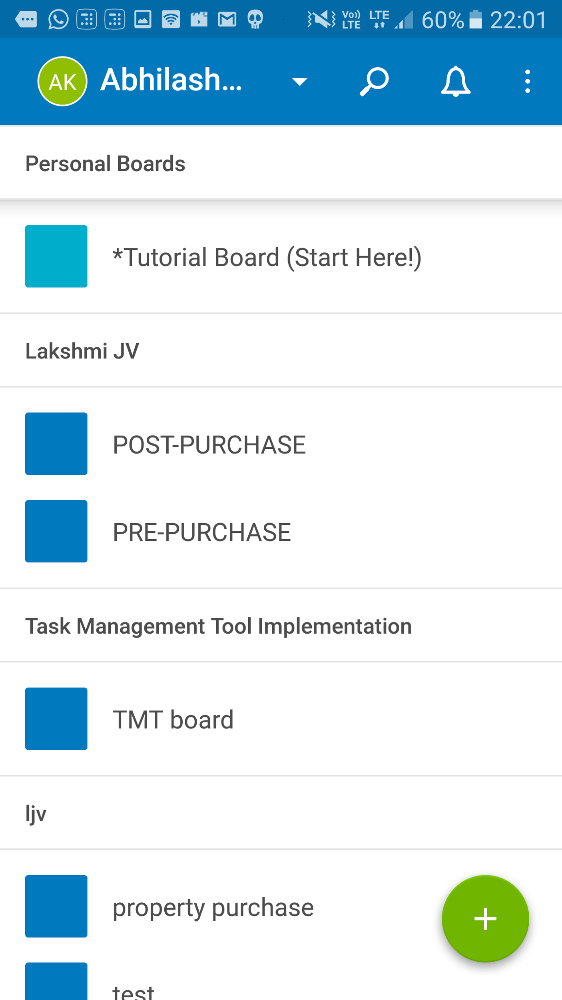 Vo)) LTE LTE 60% 22:01
AK Abhilash...
Personal Boards
*Tutorial Board (Start Here!)
Lakshmi JV
POST-PURCHASE
PRE-PURCHASE
Task Management Tool Implementation
TMT board
ljv
property purchase
test